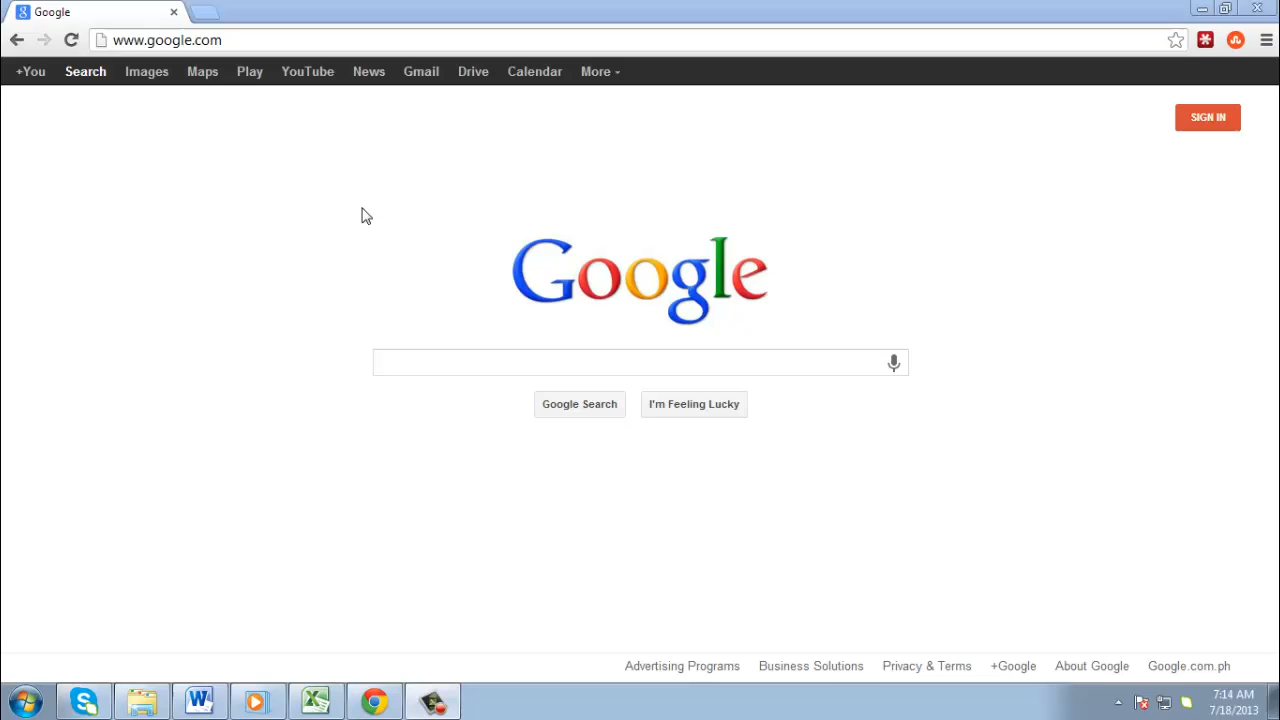 Google
www.google.com
+You Search Images Maps Play YouTube News Gmail Drive Calendar More
SIGN IN
Google
Google Search I'm Feeling Lucky
Advertising Programs Business Solutions Privacy & Terms +Google About Google Google.com.ph
7:14 AM
7/18/2013